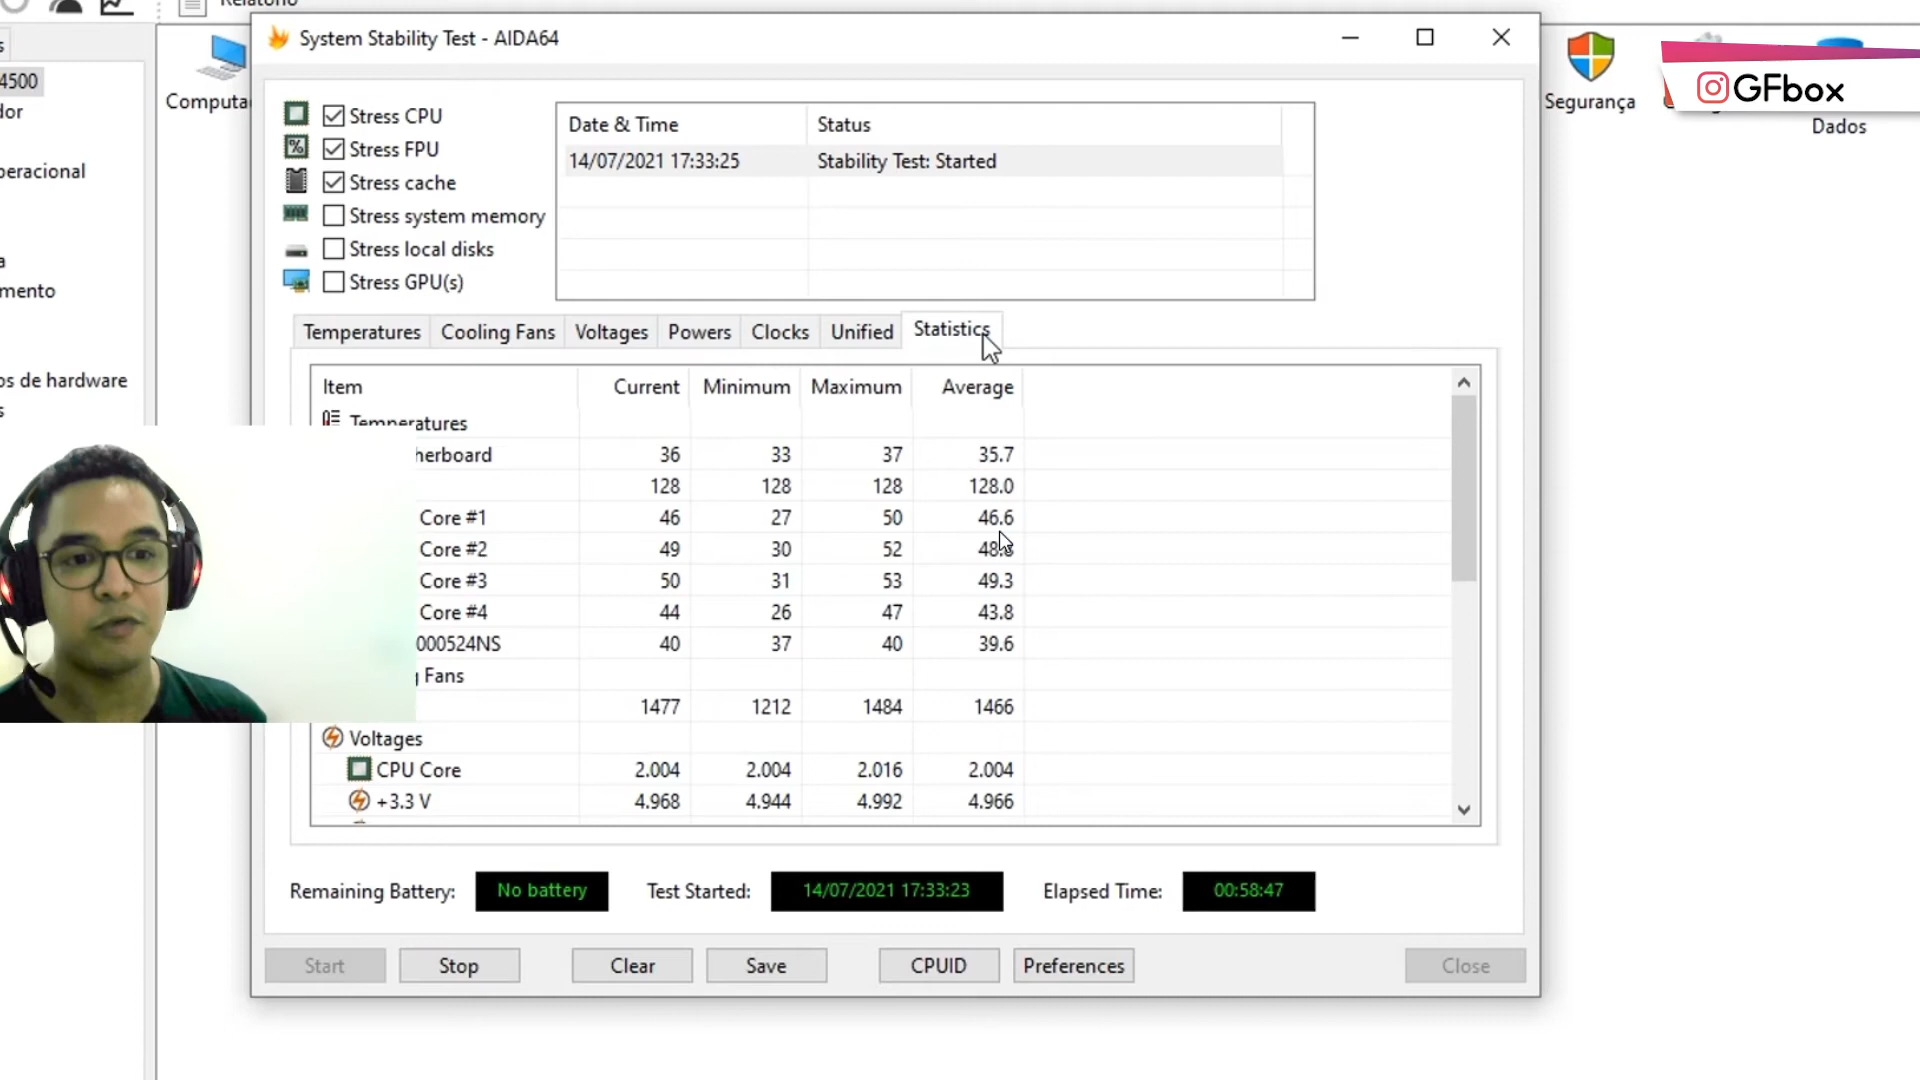 Relatório
System Stability Test - AIDA64
4500
dor
Computa
Segurança
GFbox
Dados
peracional
a
mento
os de hardware
s
Stress CPU
Stress FPU
Stress cache
Stress system memory
Stress local disks
Stress GPU(s)
Date & Time Status
14/07/2021 17:33:25 Stability Test: Started
Temperatures Cooling Fans Voltages Powers Clocks Unified Statistics
Item Current Minimum Maximum Average
Temperatures
herboard 36 33 37 35.7
128 128 128 128.0
Core #1 46 27 50 46.6
Core #2 49 30 52
Core #3 50 31 53 49.3
Core #4 44 26 47 43.8
000524NS 40 37 40 39.6
Fans
1477 1212 1484 1466
Voltages
CPU Core 2.004 2.004 2.016 2.004
+3.3 V 4.968 4.944 4.992 4.966
Remaining Battery: No battery Test Started: 14/07/2021 17:33:23 Elapsed Time: 00:58:47
Start Stop Clear Save CPUID Preferences Close